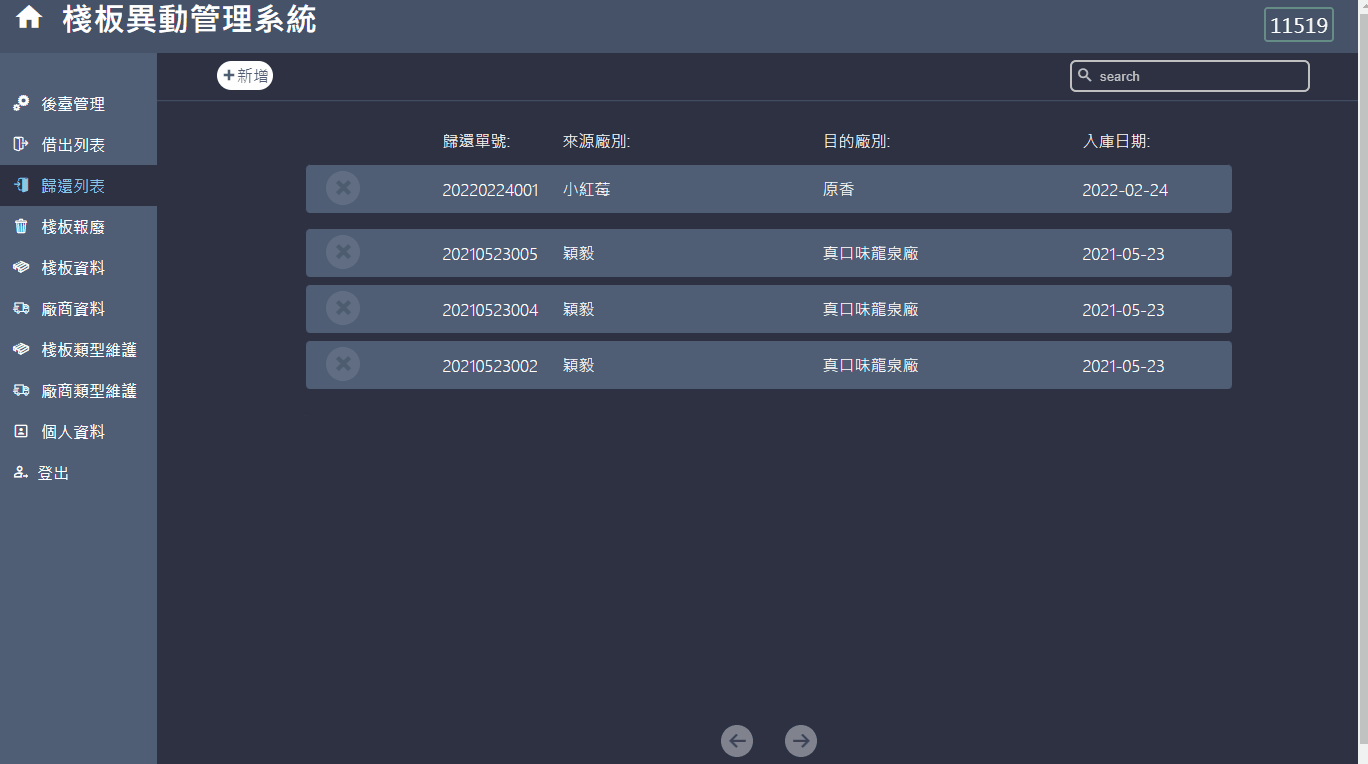 棧板異動管理系統
11519
新增
search
後臺管理
借出列表
歸還列表
棧板報廢
棧板資料
廠商資料
棧板類型維護
廠商類型維護
個人資料
登出
歸還單號: 來源廠別: 目的廠別: 入庫日期:
20220224001 小紅莓 原香 2022-02-24
20210523005 穎毅 真口味龍泉廠 2021-05-23
20210523004 穎毅 真口味龍泉廠 2021-05-23
20210523002 穎毅 真口味龍泉廠 2021-05-23